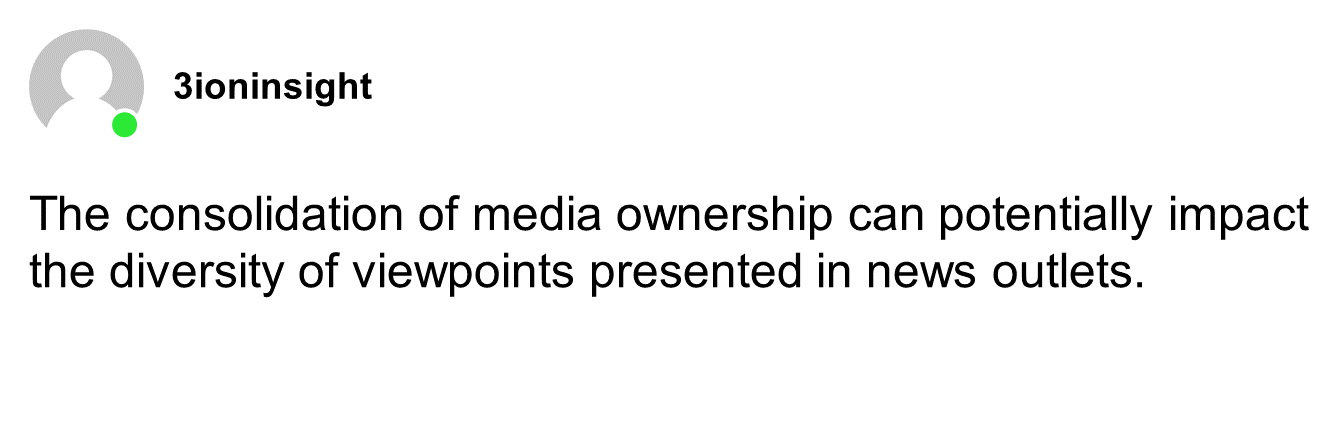 3ioninsight
The consolidation of media ownership can potentially impact
the diversity of viewpoints presented in news outlets.